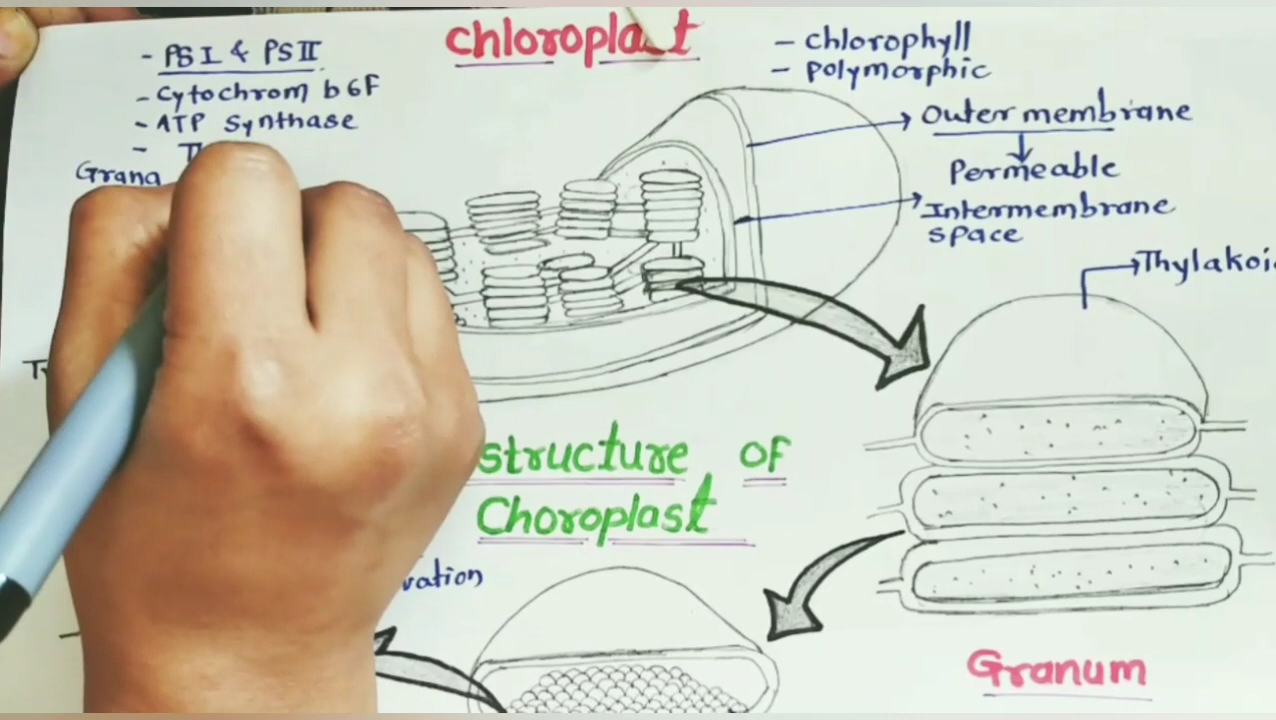 chloroplast
- PS I & PS II
- Cytochrom b6F
- ATP Synthase
- Th
Grana
- chlorophyll
- polymorphic
Outer membrane
Permeable
Intermembrane
space
Thylakoi
structure of
Choroplast
vation
Granum